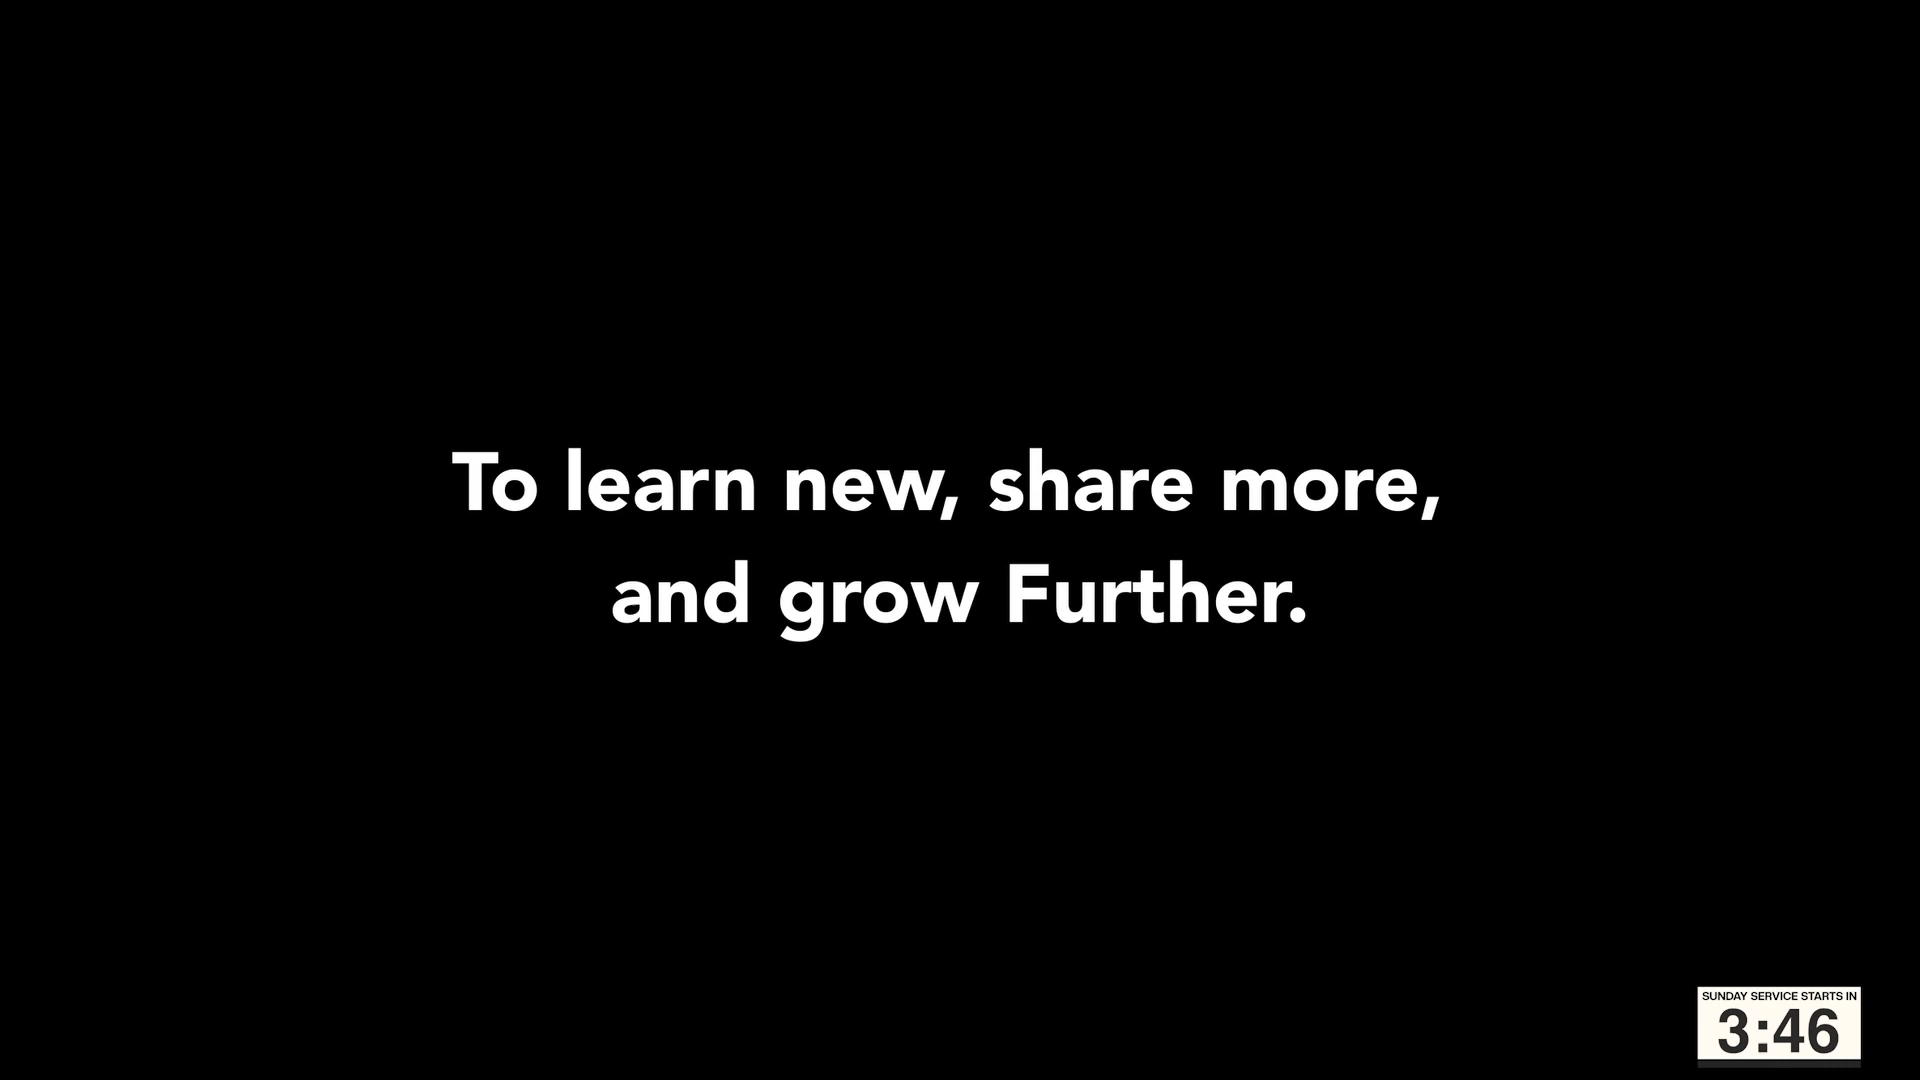 To learn new, share more,
and grow Further.
SUNDAY SERVICE STARTS IN
3:46